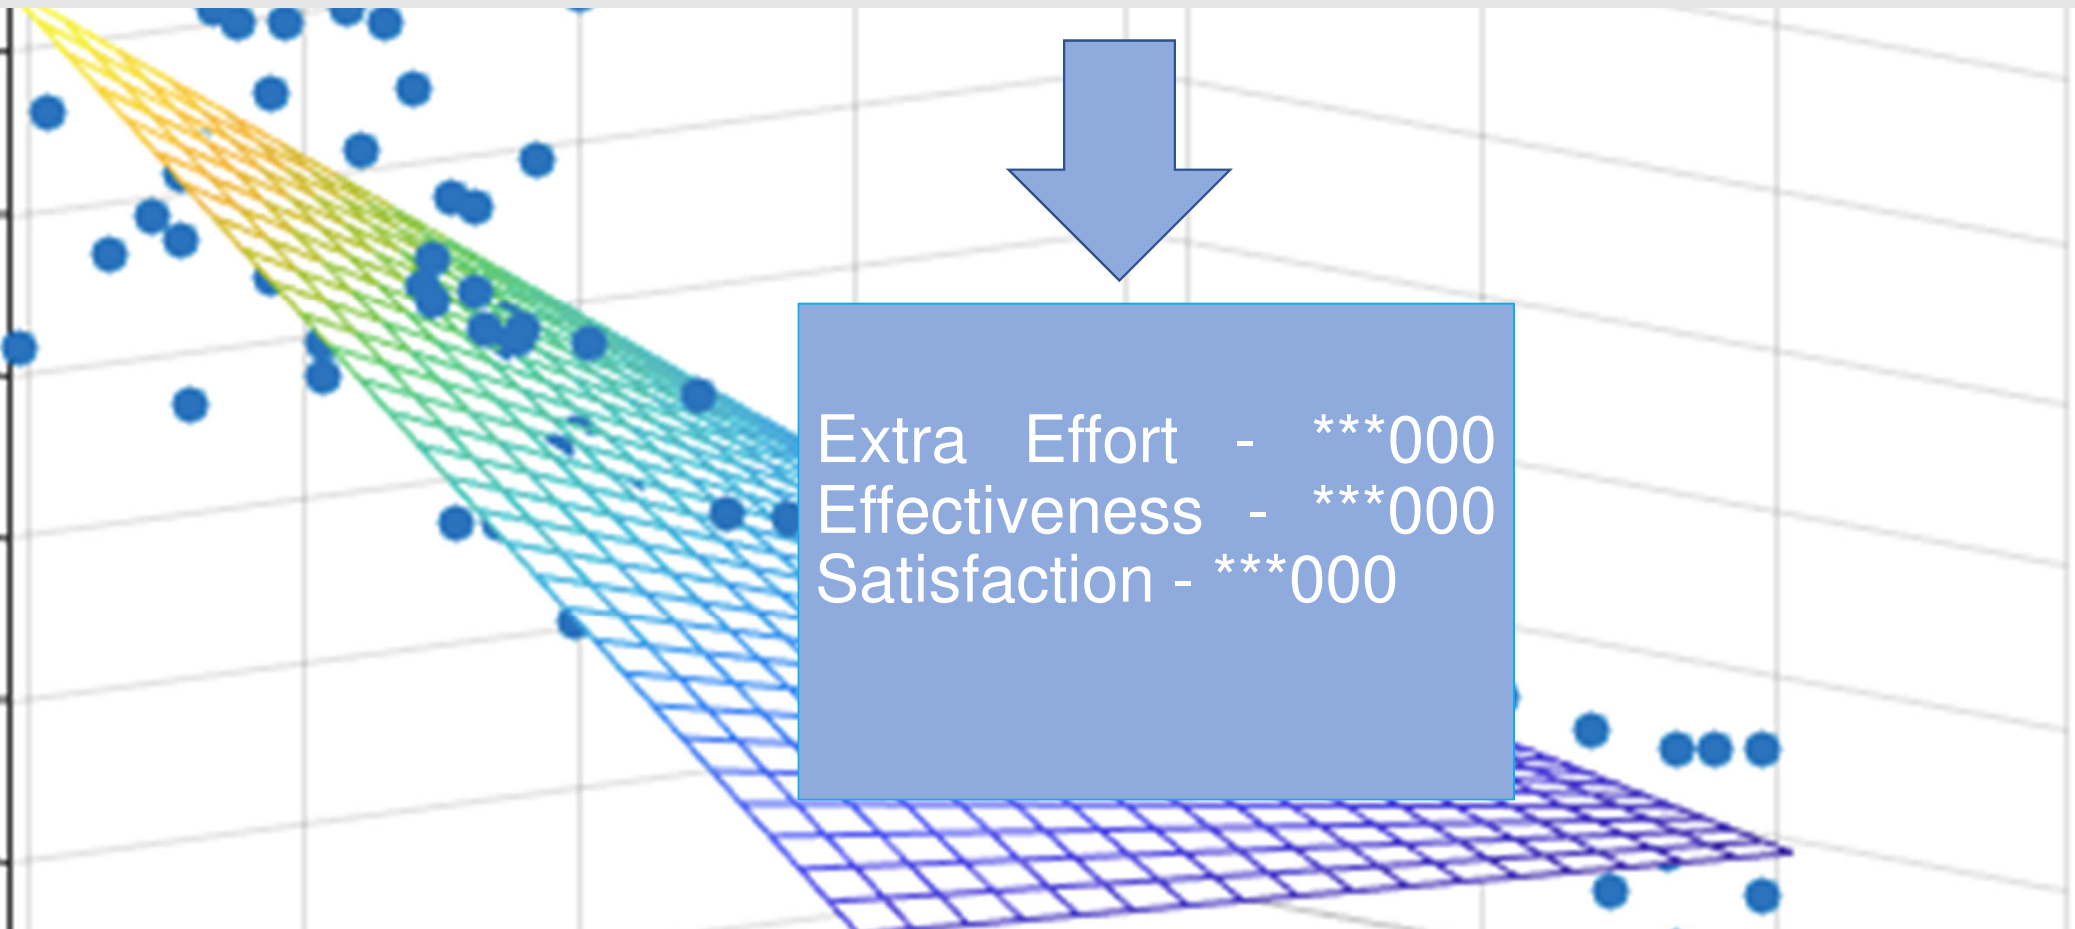 Extra Effort - ***000
Effectiveness - ***000
Satisfaction - ***000